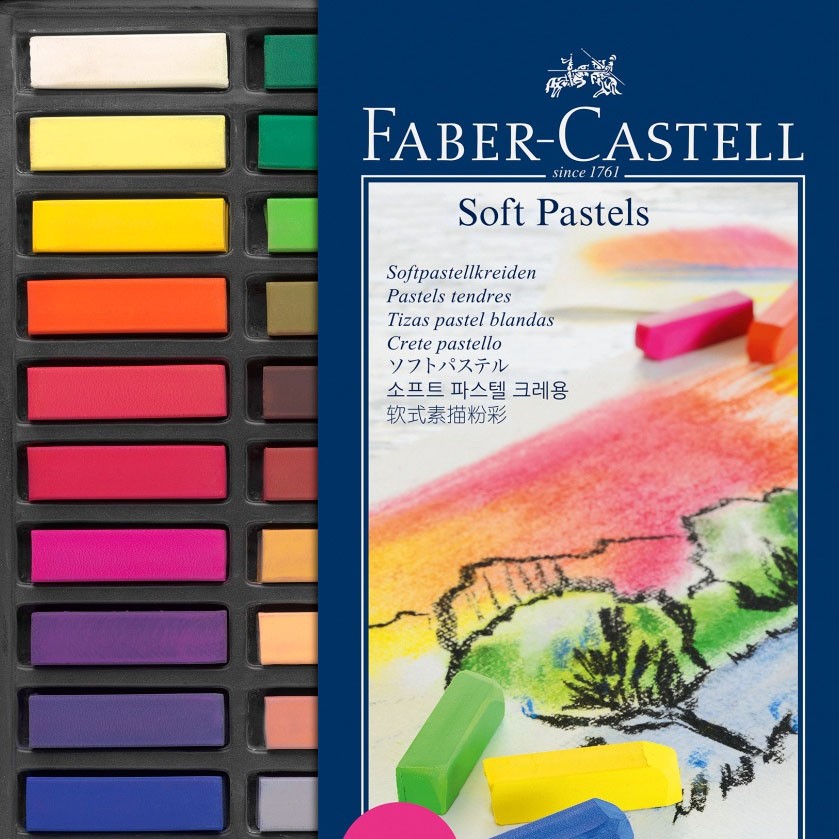 FABER-CASTELL
since 1761
Soft Pastels
Softpastellkreiden
Pastels tendres
Tizas pastel blandas
Crete pastello
ソフトパステル
소프트 파스텔 크레용
软式素描粉彩